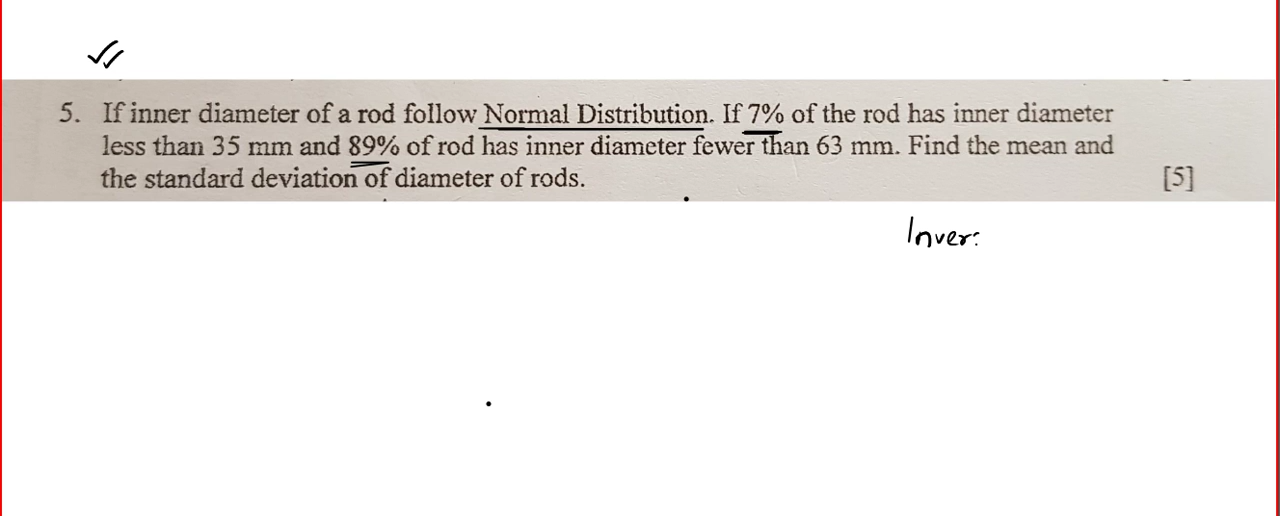 5. If inner diameter of a rod follow Normal Distribution. If 7% of the rod has inner diameter
less than 35 mm and 89% of rod has inner diameter fewer than 63 mm. Find the mean and
the standard deviation of diameter of rods. [5]
Inver: